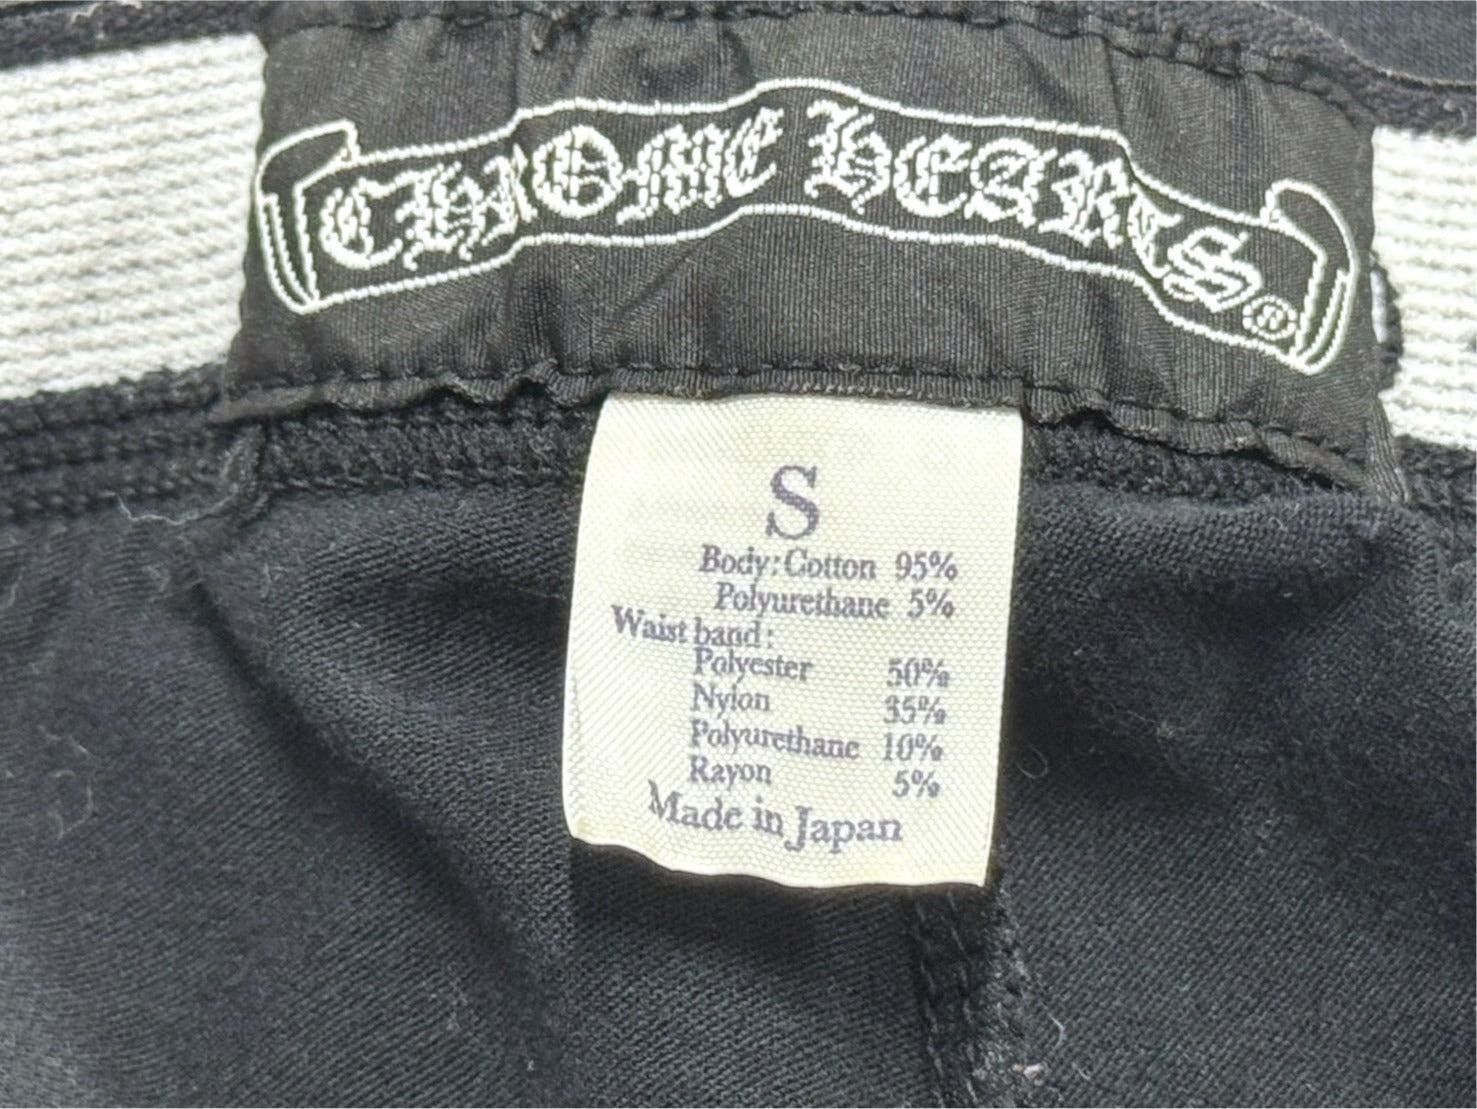 CHROME HEARTS®
S
Body:Cotton 95%
Polyurethane 5%
Waist band:
Polyester 50%
Nylon 35%
Polyurethane 10%
Rayon 5%
Made in Japan